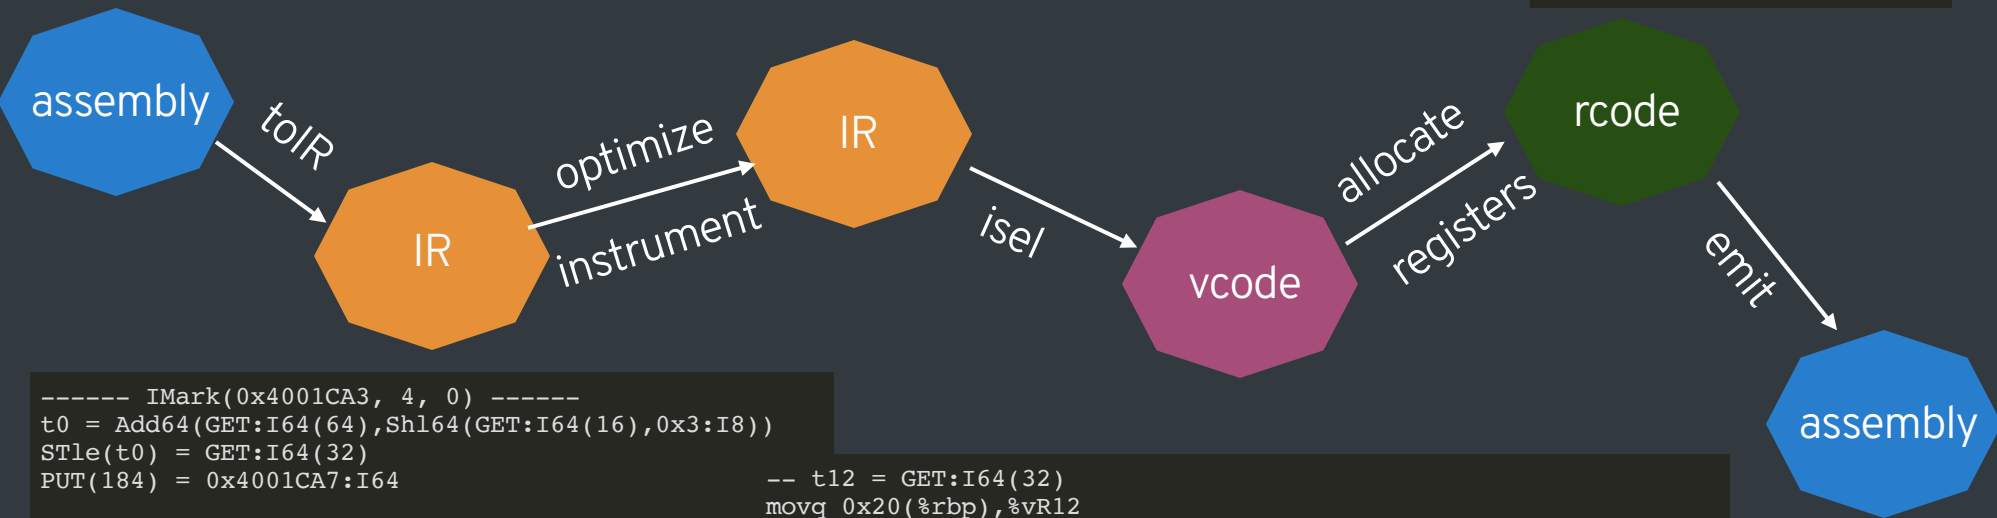 assembly
toIR
IR
optimize
instrument
IR
isel
vcode
allocate
registers
rcode
emit
assembly
------ IMark(0x4001CA3, 4, 0) ------
t0 = Add64(GET:I64(64),Shl64(GET:I64(16),0x3:I8))
STle(t0) = GET:I64(32)
PUT(184) = 0x4001CA7:I64
-- t12 = GET:I64(32)
movq 0x20(%rbp),%vR12